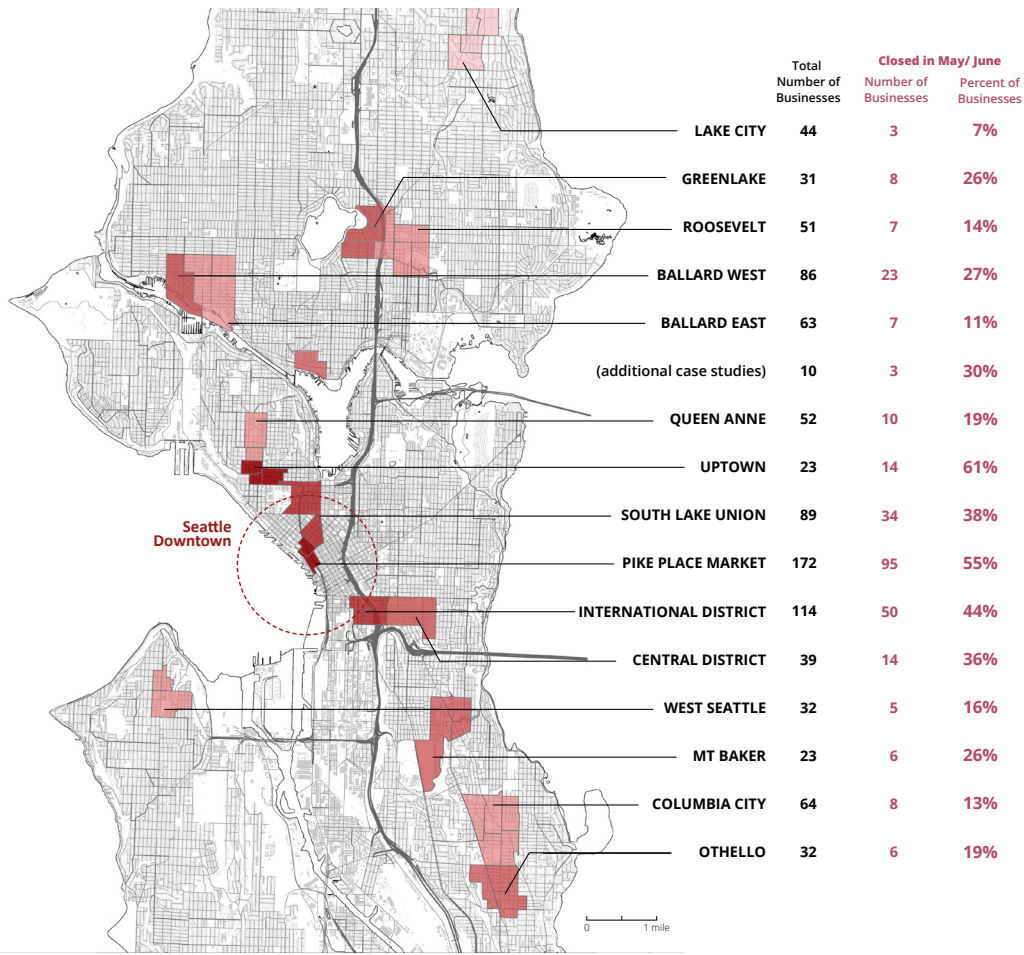 Total
Number of
Businesses
Closed in May/ June
Number of
Businesses
Percent of
Businesses
LAKE CITY 44 3 7%
GREENLAKE 31 8 26%
ROOSEVELT 51 7 14%
BALLARD WEST 86 23 27%
BALLARD EAST 63 7 11%
(additional case studies) 10 3 30%
QUEEN ANNE 52 10 19%
UPTOWN 23 14 61%
SOUTH LAKE UNION 89 34 38%
Seattle
Downtown
PIKE PLACE MARKET 172 95 55%
INTERNATIONAL DISTRICT 114 50 44%
CENTRAL DISTRICT 39 14 36%
WEST SEATTLE 32 5 16%
MT BAKER 23 6 26%
COLUMBIA CITY 64 8 13%
OTHELLO 32 6 19%
0 1 mile